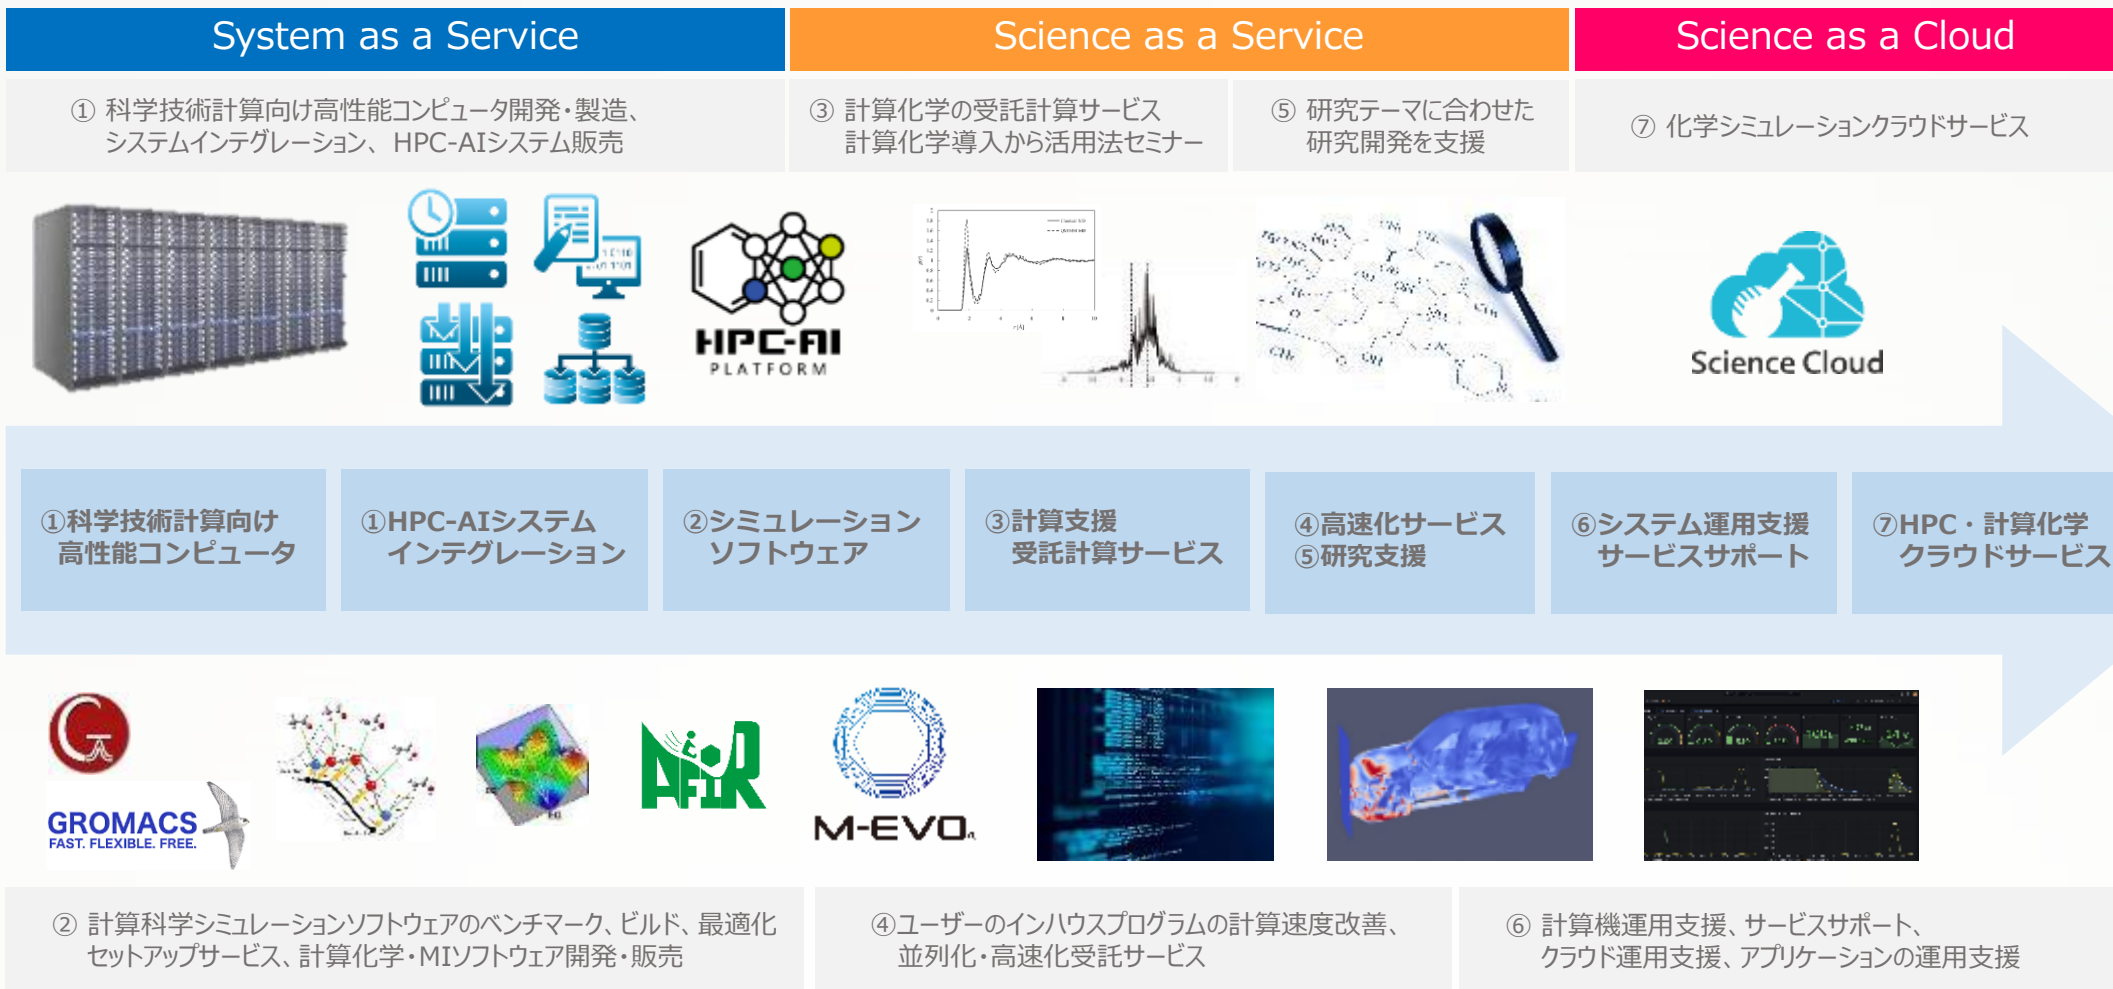 System as a Service
Science as a Service
Science as a Cloud
① 科学技術計算向け高性能コンピュータ開発・製造、
システムインテグレーション、HPC-AIシステム販売
③ 計算化学の受託計算サービス
計算化学導入から活用法セミナー
⑤ 研究テーマに合わせた
研究開発を支援
⑦ 化学シミュレーションクラウドサービス
HPC-AI
PLATFORM
Science Cloud
①科学技術計算向け
高性能コンピュータ
①HPC-AIシステム
インテグレーション
②シミュレーション
ソフトウェア
③計算支援
受託計算サービス
④高速化サービス
⑤研究支援
⑥システム運用支援
サービスサポート
⑦HPC・計算化学
クラウドサービス
GROMACS
FAST. FLEXIBLE. FREE.
AFIR
M-EVO
② 計算科学シミュレーションソフトウェアのベンチマーク、ビルド、最適化
セットアップサービス、計算化学・MIソフトウェア開発・販売
④ユーザーのインハウスプログラムの計算速度改善、
並列化・高速化受託サービス
⑥ 計算機運用支援、サービスサポート、
クラウド運用支援、アプリケーションの運用支援